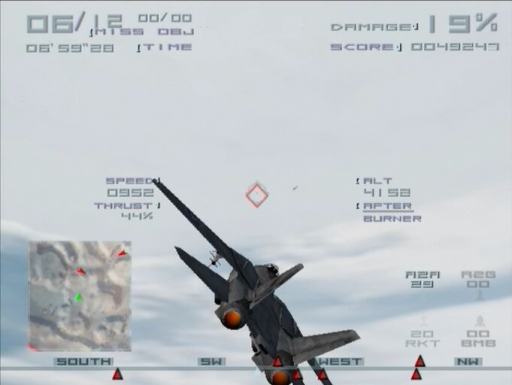 06/12 00/00
MISS OBJ
06'59"28 TIME
DAMAGE 19%
SCORE 0049247
SPEED
0952
THRUST
44%
ALT
4152
AFTER
BURNER
A2A A2G
29 00
20 00
RKT BMB
SOUTH SW WEST NW